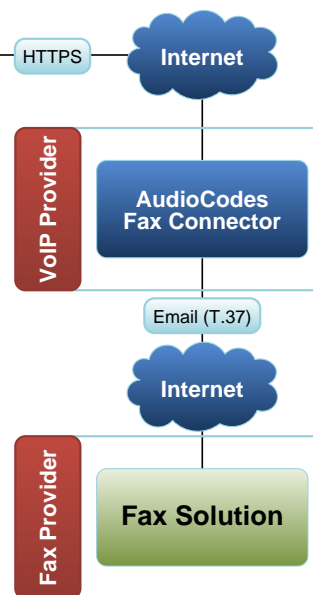 HTTPS
Internet
VoIP Provider
AudioCodes
Fax Connector
Email (T.37)
Internet
Fax Provider
Fax Solution